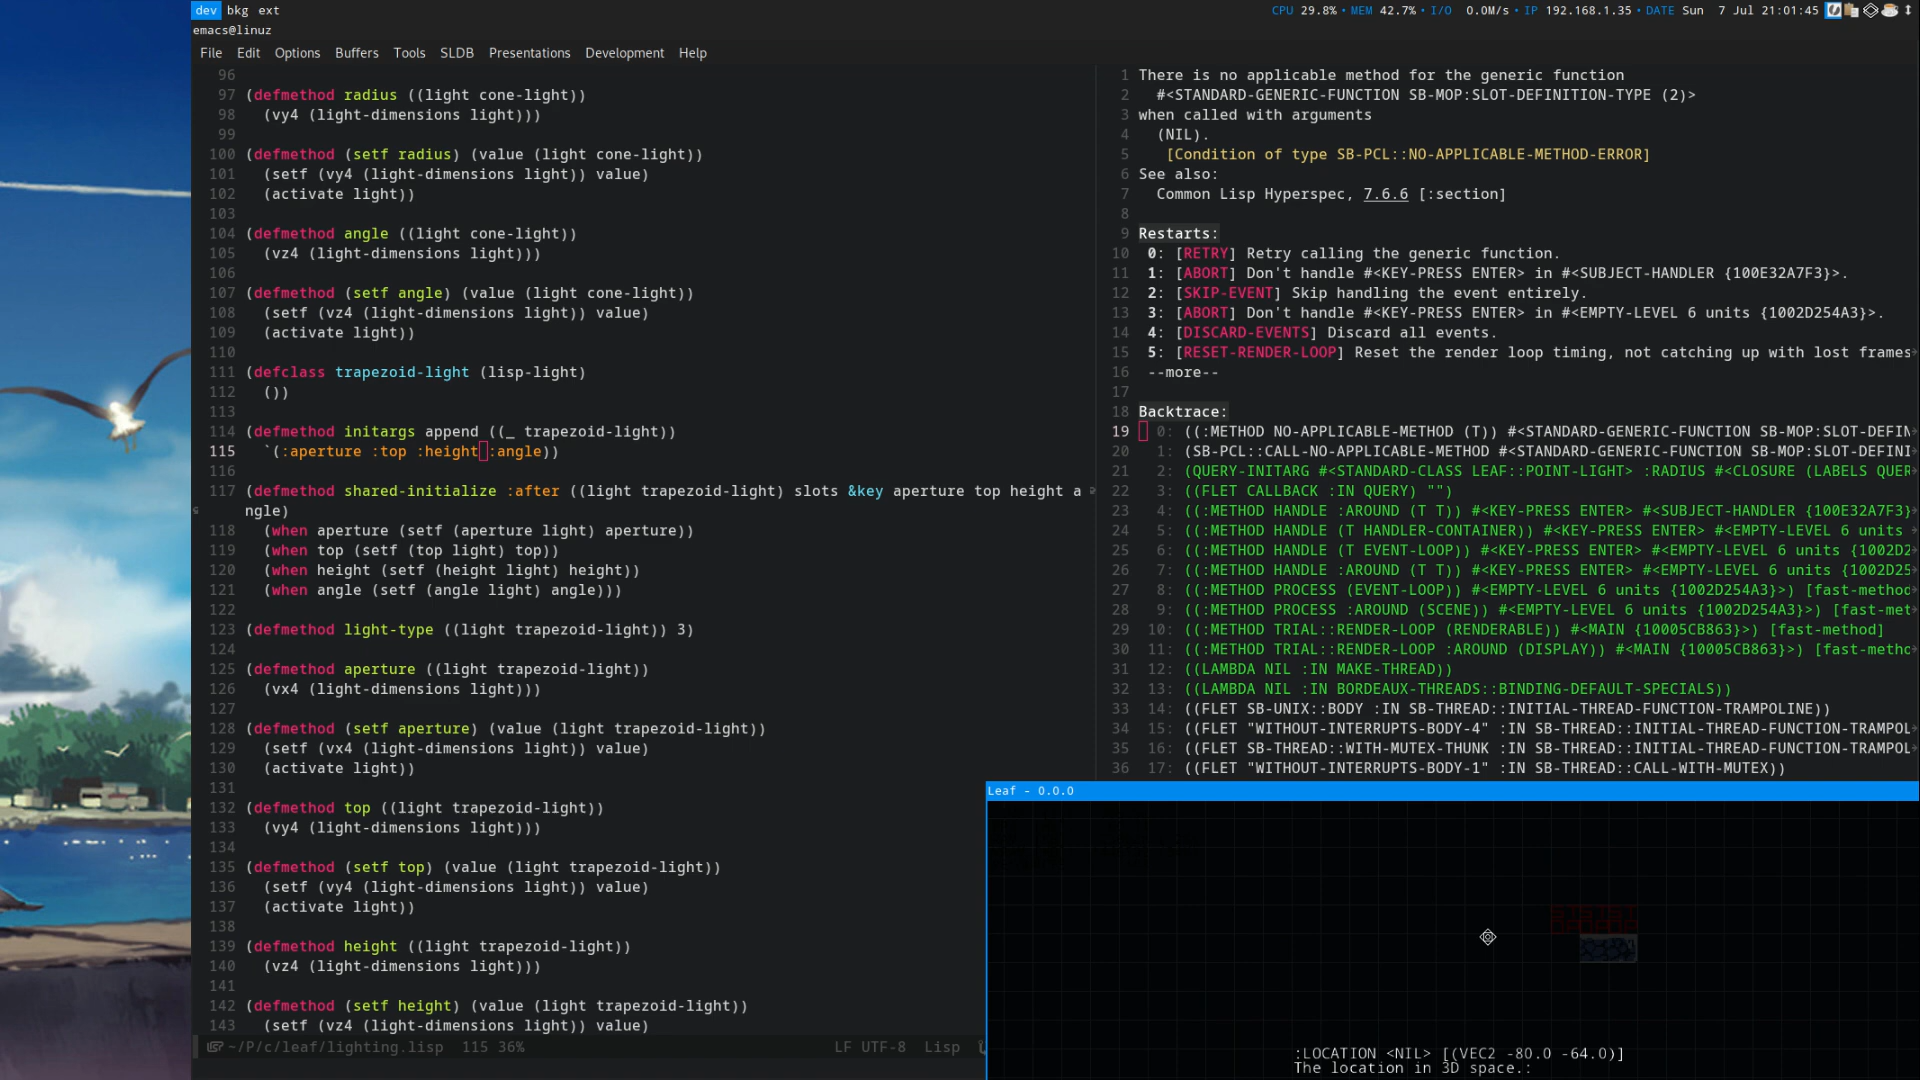 dev bkg ext
CPU 29.8% • MEM 42.7% • I/O 0.0M/s • IP 192.168.1.35 • DATE Sun 7 Jul 21:01:45
emacs@linuz
File Edit Options Buffers Tools SLDB Presentations Development Help
96
97 (defmethod radius ((light cone-light))
98   (vy4 (light-dimensions light)))
99
100 (defmethod (setf radius) (value (light cone-light))
101   (setf (vy4 (light-dimensions light)) value)
102   (activate light))
103
104 (defmethod angle ((light cone-light))
105   (vz4 (light-dimensions light)))
106
107 (defmethod (setf angle) (value (light cone-light))
108   (setf (vz4 (light-dimensions light)) value)
109   (activate light))
110
111 (defclass trapezoid-light (lisp-light)
112   ())
113
114 (defmethod initargs append ((_ trapezoid-light))
115   `(:aperture :top :height :angle))
116
117 (defmethod shared-initialize :after ((light trapezoid-light) slots &key aperture top height a
ngle)
118   (when aperture (setf (aperture light) aperture))
119   (when top (setf (top light) top))
120   (when height (setf (height light) height))
121   (when angle (setf (angle light) angle)))
122
123 (defmethod light-type ((light trapezoid-light)) 3)
124
125 (defmethod aperture ((light trapezoid-light))
126   (vx4 (light-dimensions light)))
127
128 (defmethod (setf aperture) (value (light trapezoid-light))
129   (setf (vx4 (light-dimensions light)) value)
130   (activate light))
131
132 (defmethod top ((light trapezoid-light))
133   (vy4 (light-dimensions light)))
134
135 (defmethod (setf top) (value (light trapezoid-light))
136   (setf (vy4 (light-dimensions light)) value)
137   (activate light))
138
139 (defmethod height ((light trapezoid-light))
140   (vz4 (light-dimensions light)))
141
142 (defmethod (setf height) (value (light trapezoid-light))
143   (setf (vz4 (light-dimensions light)) value)
~/P/c/leaf/lighting.lisp 115 36% LF UTF-8 Lisp
1 There is no applicable method for the generic function
2   #<STANDARD-GENERIC-FUNCTION SB-MOP:SLOT-DEFINITION-TYPE (2)>
3 when called with arguments
4   (NIL).
5    [Condition of type SB-PCL::NO-APPLICABLE-METHOD-ERROR]
6 See also:
7   Common Lisp Hyperspec, 7.6.6 [:section]
8
9 Restarts:
10  0: [RETRY] Retry calling the generic function.
11  1: [ABORT] Don't handle #<KEY-PRESS ENTER> in #<SUBJECT-HANDLER {100E32A7F3}>.
12  2: [SKIP-EVENT] Skip handling the event entirely.
13  3: [ABORT] Don't handle #<KEY-PRESS ENTER> in #<EMPTY-LEVEL 6 units {1002D254A3}>.
14  4: [DISCARD-EVENTS] Discard all events.
15  5: [RESET-RENDER-LOOP] Reset the render loop timing, not catching up with lost frames
16  --more--
17
18 Backtrace:
19   0: ((:METHOD NO-APPLICABLE-METHOD (T)) #<STANDARD-GENERIC-FUNCTION SB-MOP:SLOT-DEFIN
20   1: (SB-PCL::CALL-NO-APPLICABLE-METHOD #<STANDARD-GENERIC-FUNCTION SB-MOP:SLOT-DEFINI
21   2: (QUERY-INITARG #<STANDARD-CLASS LEAF::POINT-LIGHT> :RADIUS #<CLOSURE (LABELS QUER
22   3: ((FLET CALLBACK :IN QUERY) "")
23   4: ((:METHOD HANDLE :AROUND (T T)) #<KEY-PRESS ENTER> #<SUBJECT-HANDLER {100E32A7F3}
24   5: ((:METHOD HANDLE (T HANDLER-CONTAINER)) #<KEY-PRESS ENTER> #<EMPTY-LEVEL 6 units
25   6: ((:METHOD HANDLE (T EVENT-LOOP)) #<KEY-PRESS ENTER> #<EMPTY-LEVEL 6 units {1002D2
26   7: ((:METHOD HANDLE :AROUND (T T)) #<KEY-PRESS ENTER> #<EMPTY-LEVEL 6 units {1002D25
27   8: ((:METHOD PROCESS (EVENT-LOOP)) #<EMPTY-LEVEL 6 units {1002D254A3}>) [fast-method
28   9: ((:METHOD PROCESS :AROUND (SCENE)) #<EMPTY-LEVEL 6 units {1002D254A3}>) [fast-met
29  10: ((:METHOD TRIAL::RENDER-LOOP (RENDERABLE)) #<MAIN {10005CB863}>) [fast-method]
30  11: ((:METHOD TRIAL::RENDER-LOOP :AROUND (DISPLAY)) #<MAIN {10005CB863}>) [fast-metho
31  12: ((LAMBDA NIL :IN MAKE-THREAD))
32  13: ((LAMBDA NIL :IN BORDEAUX-THREADS::BINDING-DEFAULT-SPECIALS))
33  14: ((FLET SB-UNIX::BODY :IN SB-THREAD::INITIAL-THREAD-FUNCTION-TRAMPOLINE))
34  15: ((FLET "WITHOUT-INTERRUPTS-BODY-4" :IN SB-THREAD::INITIAL-THREAD-FUNCTION-TRAMPOL
35  16: ((FLET SB-THREAD::WITH-MUTEX-THUNK :IN SB-THREAD::INITIAL-THREAD-FUNCTION-TRAMPOL
36  17: ((FLET "WITHOUT-INTERRUPTS-BODY-1" :IN SB-THREAD::CALL-WITH-MUTEX))
Leaf - 0.0.0
:LOCATION <NIL> [(VEC2 -80.0 -64.0)]
The location in 3D space.: